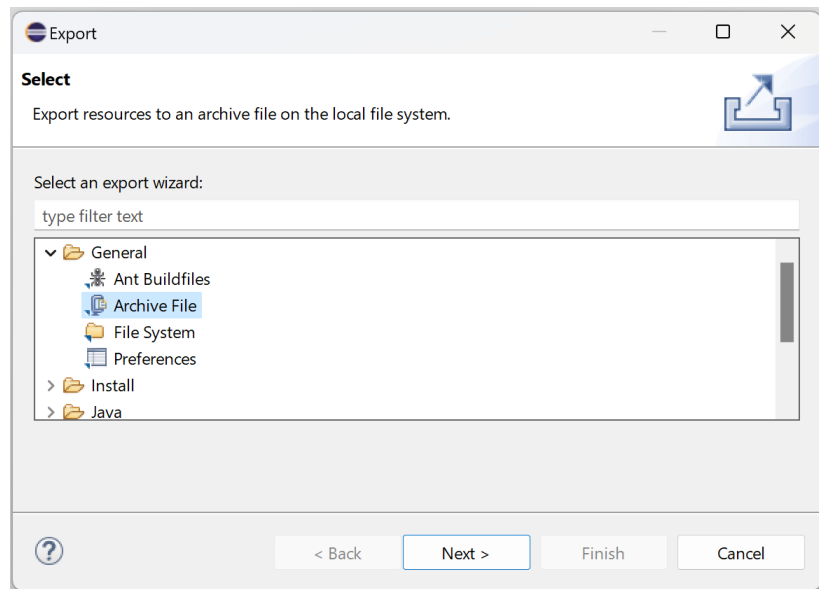 Export
Select
Export resources to an archive file on the local file system.
Select an export wizard:
type filter text
General
Ant Buildfiles
Archive File
File System
Preferences
Install
Java
? < Back Next > Finish Cancel